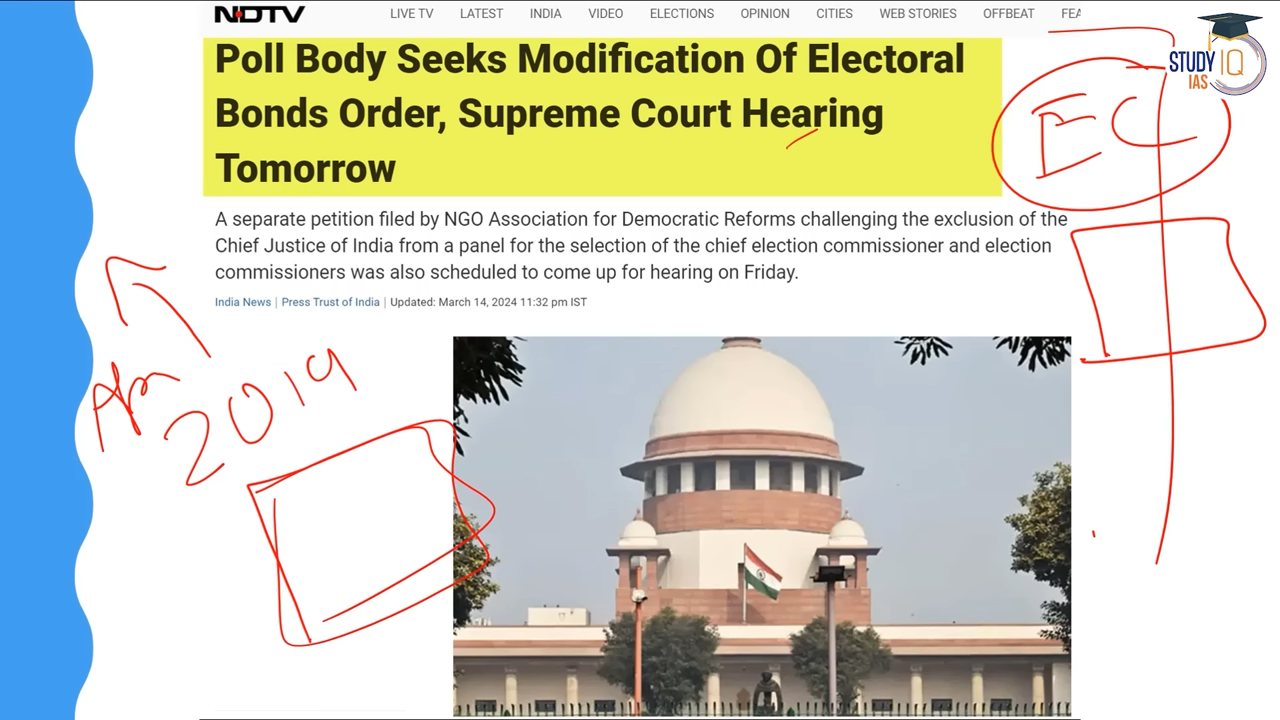 NDTV
LIVE TV LATEST INDIA VIDEO ELECTIONS OPINION CITIES WEB STORIES OFFBEAT FEA
STUDY IQ
IAS
Poll Body Seeks Modification Of Electoral
Bonds Order, Supreme Court Hearing
Tomorrow
EC
A separate petition filed by NGO Association for Democratic Reforms challenging the exclusion of the
Chief Justice of India from a panel for the selection of the chief election commissioner and election
commissioners was also scheduled to come up for hearing on Friday.
India News | Press Trust of India | Updated: March 14, 2024 11:32 pm IST
2019